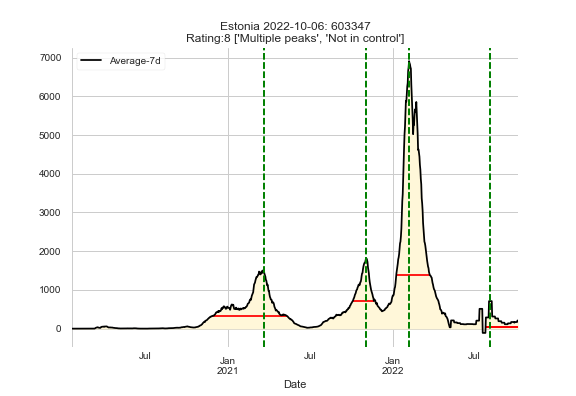 Estonia 2022-10-06: 603347
Rating:8 ['Multiple peaks', 'Not in control']
Average-7d
7000
6000
5000
4000
3000
2000
1000
0
Jul
Jan
2021
Jul
Jan
2022
Jul
Date